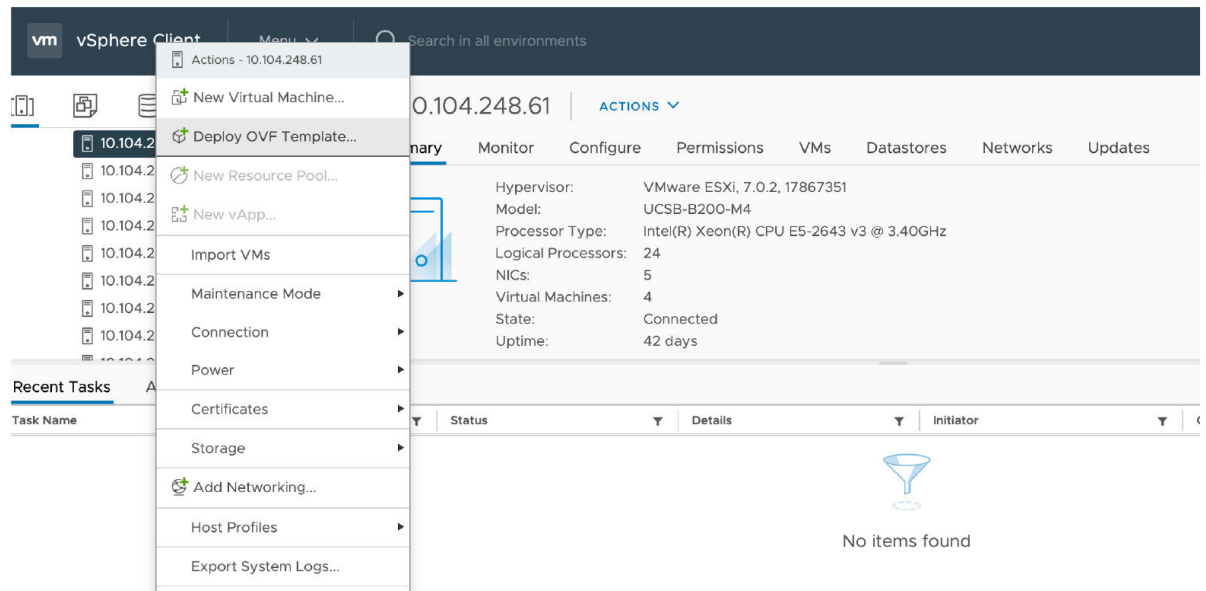 vm vSphere Client Menu Search in all environments
Actions - 10.104.248.61
New Virtual Machine...
Deploy OVF Template...
New Resource Pool...
New vApp...
Import VMs
Maintenance Mode
Connection
Power
Certificates
Storage
Add Networking...
Host Profiles
Export System Logs...
10.104.2
10.104.2
10.104.2
10.104.2
10.104.2
10.104.2
10.104.2
10.104.2
0.104.248.61 ACTIONS
mary Monitor Configure Permissions VMs Datastores Networks Updates
Hypervisor: VMware ESXi, 7.0.2, 17867351
Model: UCSB-B200-M4
Processor Type: Intel(R) Xeon(R) CPU E5-2643 v3 @ 3.40GHz
Logical Processors: 24
NICs: 5
Virtual Machines: 4
State: Connected
Uptime: 42 days
Recent Tasks A
Task Name Status Details Initiator
No items found